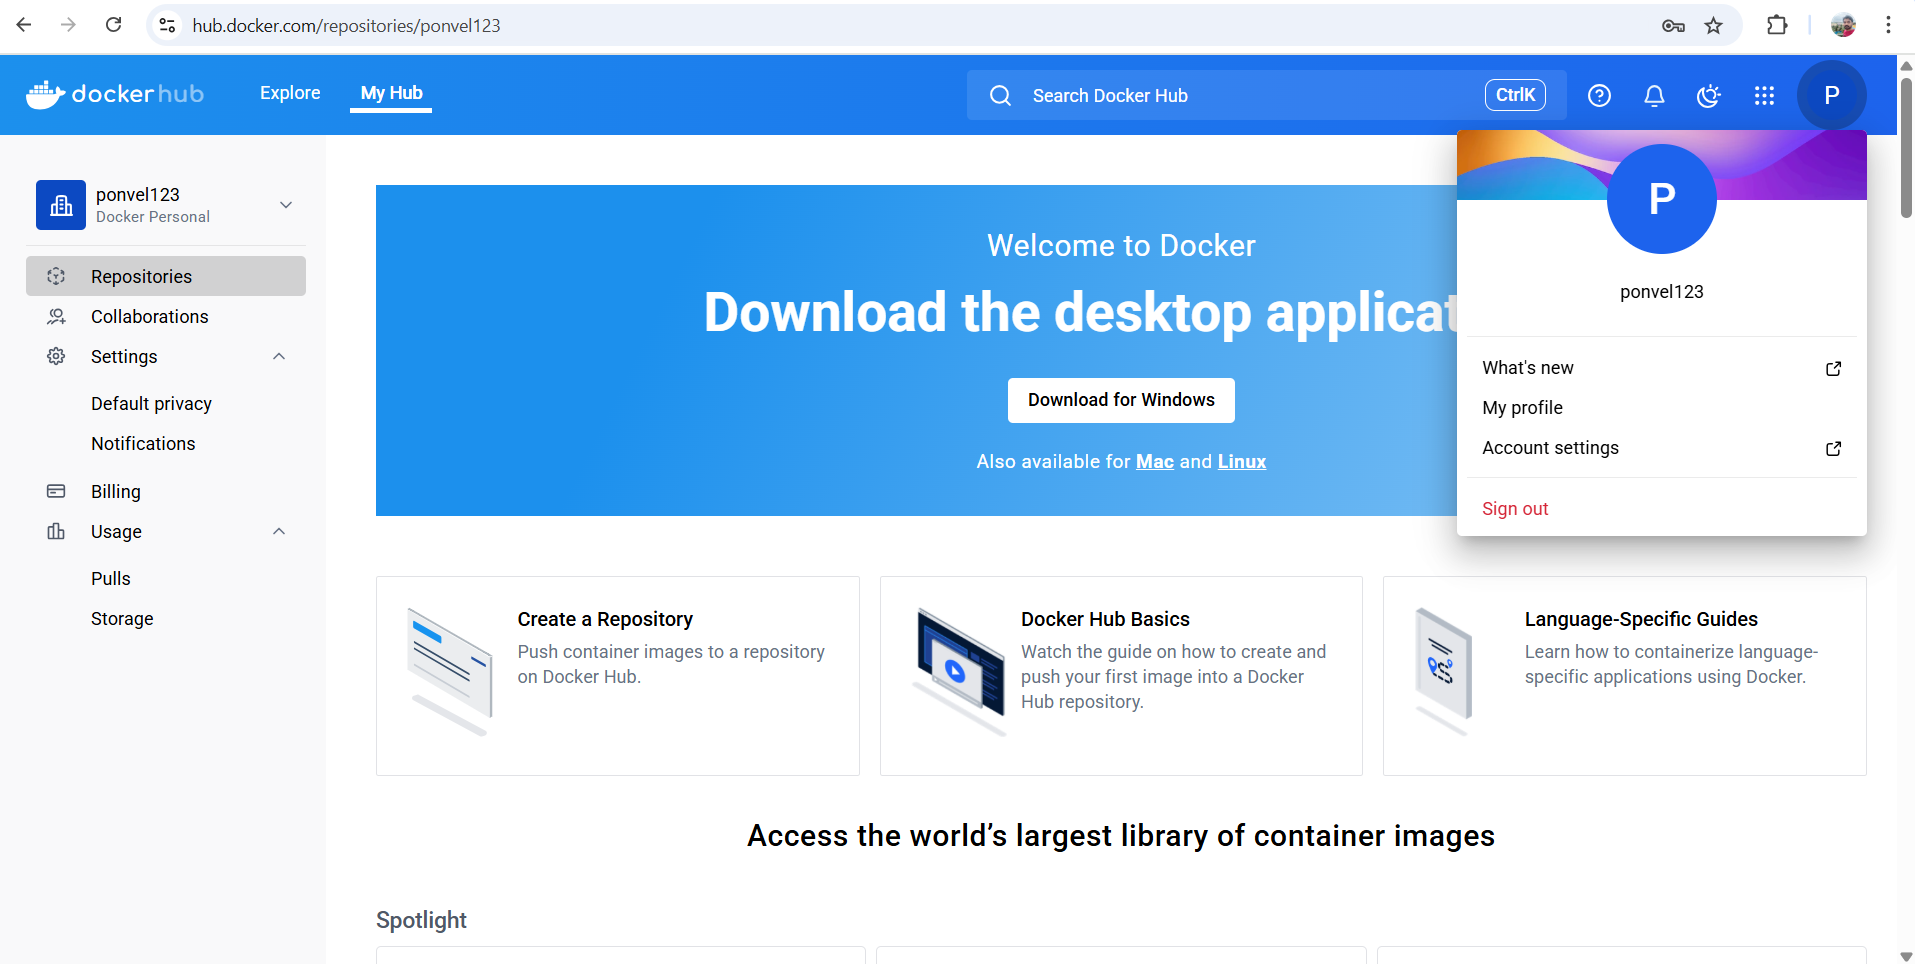 hub.docker.com/repositories/ponvel123
dockerhub
Explore
My Hub
Search Docker Hub
CtrlK
P
ponvel123
Docker Personal
Repositories
Collaborations
Settings
Default privacy
Notifications
Billing
Usage
Pulls
Storage
Welcome to Docker
Download the desktop applicat
Download for Windows
Also available for Mac and Linux
P
ponvel123
What's new
My profile
Account settings
Sign out
Create a Repository
Push container images to a repository
on Docker Hub.
Docker Hub Basics
Watch the guide on how to create and
push your first image into a Docker
Hub repository.
Language-Specific Guides
Learn how to containerize language-
specific applications using Docker.
Access the world’s largest library of container images
Spotlight